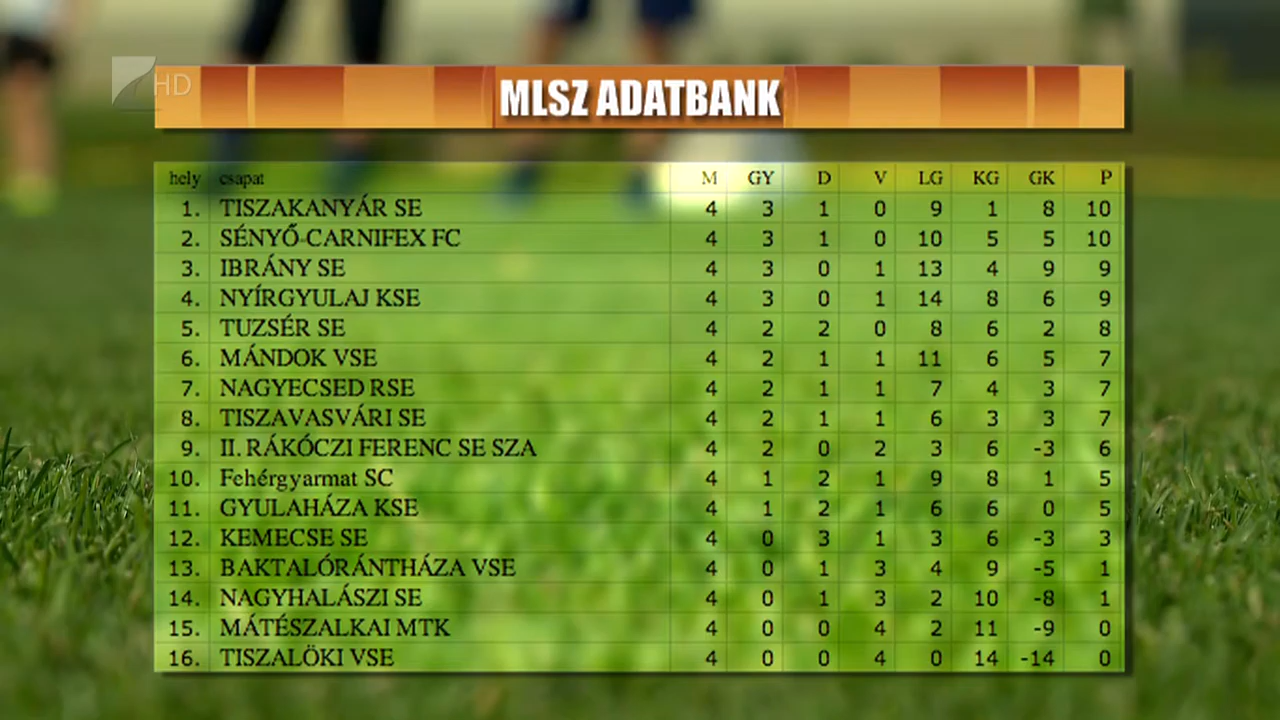 HD
MLSZ ADATBANK
hely csapat M GY D V LG KG GK P
1. TISZAKANYÁR SE 4 3 1 0 9 1 8 10
2. SÉNYŐ-CARNIFEX FC 4 3 1 0 10 5 5 10
3. IBRÁNY SE 4 3 0 1 13 4 9 9
4. NYÍRGYULAJ KSE 4 3 0 1 14 8 6 9
5. TUZSÉR SE 4 2 2 0 8 6 2 8
6. MÁNDOK VSE 4 2 1 1 11 6 5 7
7. NAGYECSED RSE 4 2 1 1 7 4 3 7
8. TISZAVASVÁRI SE 4 2 1 1 6 3 3 7
9. II. RÁKÓCZI FERENC SE SZA 4 2 0 2 3 6 -3 6
10. Fehérgyarmat SC 4 1 2 1 9 8 1 5
11. GYULAHÁZA KSE 4 1 2 1 6 6 0 5
12. KEMECSE SE 4 0 3 1 3 6 -3 3
13. BAKTALÓRÁNTHÁZA VSE 4 0 1 3 4 9 -5 1
14. NAGYHALÁSZI SE 4 0 1 3 2 10 -8 1
15. MÁTÉSZALKAI MTK 4 0 0 4 2 11 -9 0
16. TISZALÖKI VSE 4 0 0 4 0 14 -14 0